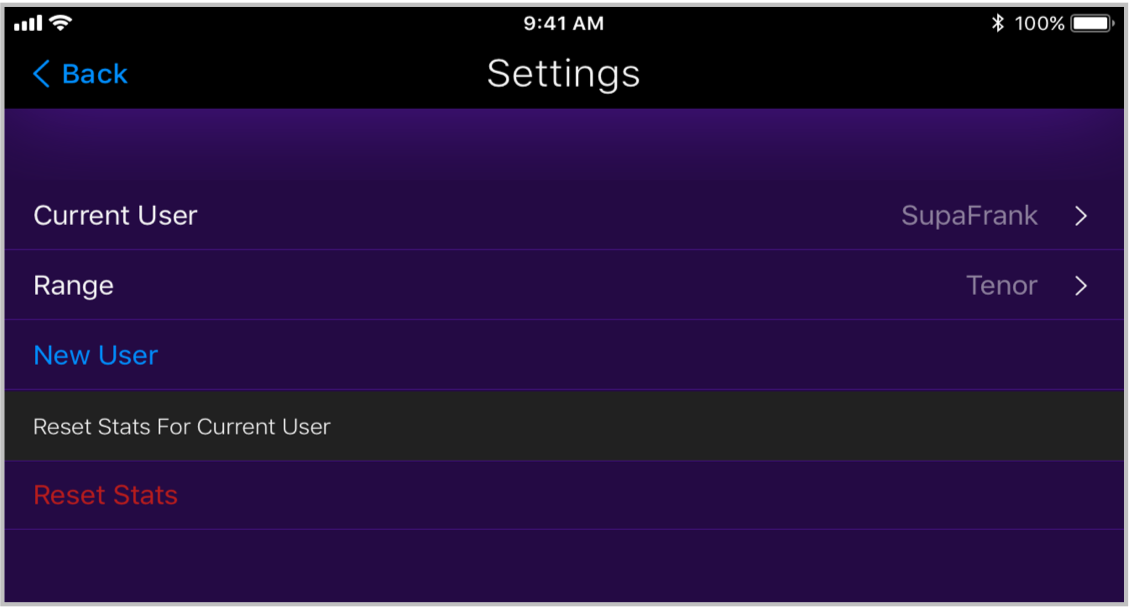 9:41 AM
100%
Back
Settings
Current User SupaFrank
Range Tenor
New User
Reset Stats For Current User
Reset Stats